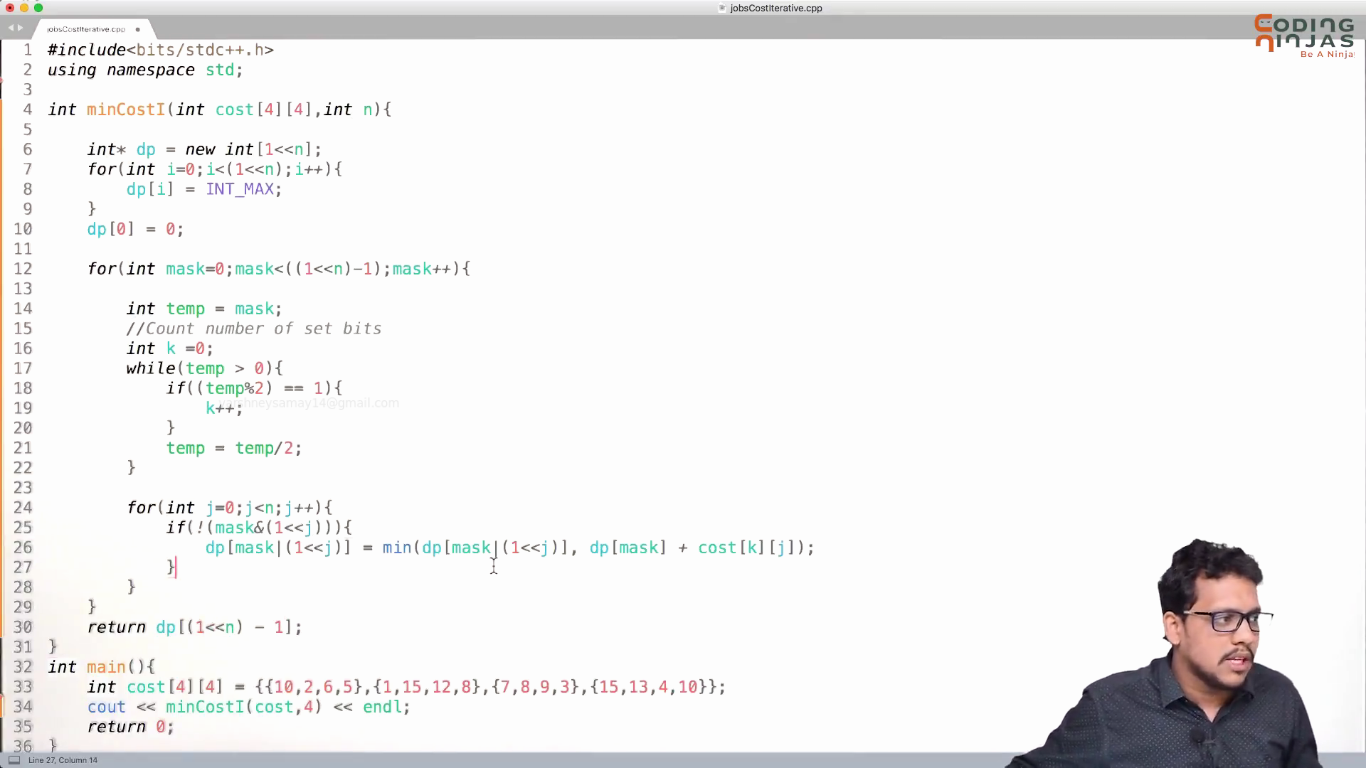 jobsCostIterative.cpp
jobsCostIterative.cpp
CODING
NINJAS
Be A Ninja
1 #include<bits/stdc++.h>
2 using namespace std;
3
4 int minCostI(int cost[4][4],int n){
5
6     int* dp = new int[1<<n];
7     for(int i=0;i<(1<<n);i++){
8         dp[i] = INT_MAX;
9     }
10     dp[0] = 0;
11
12     for(int mask=0;mask<((1<<n)-1);mask++){
13
14         int temp = mask;
15         //Count number of set bits
16         int k =0;
17         while(temp > 0){
18             if((temp%2) == 1){
19                 k++;
20             }
21             temp = temp/2;
22         }
23
24         for(int j=0;j<n;j++){
25             if(!(mask&(1<<j))){
26                 dp[mask|(1<<j)] = min(dp[mask|(1<<j)], dp[mask] + cost[k][j]);
27             }
28         }
29     }
30     return dp[(1<<n) - 1];
31 }
32 int main(){
33     int cost[4][4] = {{10,2,6,5},{1,15,12,8},{7,8,9,3},{15,13,4,10}};
34     cout << minCostI(cost,4) << endl;
35     return 0;
36 }
Line 27, Column 14